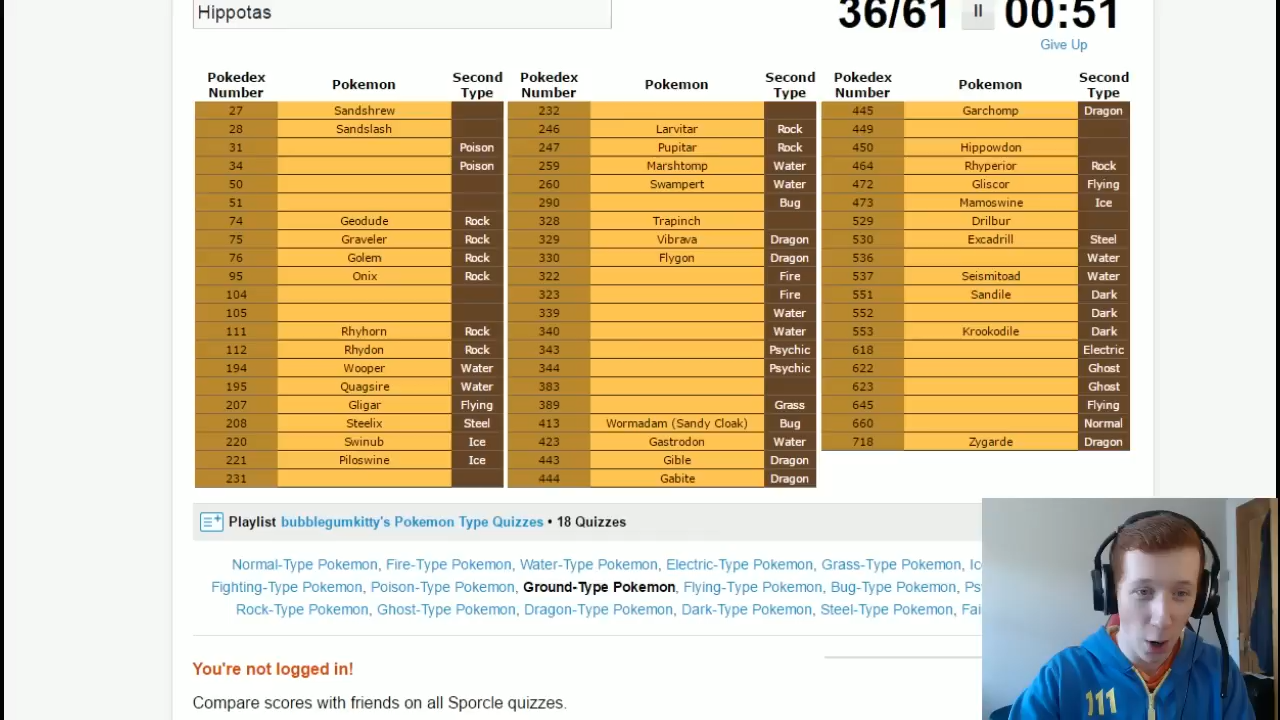 Hippotas
36/61 00:51
Give Up
Pokedex Number Pokemon Second Type Pokedex Number Pokemon Second Type Pokedex Number Pokemon Second Type
27 Sandshrew 232 445 Garchomp Dragon
28 Sandslash 246 Larvitar Rock 449
31 Poison 247 Pupitar Rock 450 Hippowdon
34 Poison 259 Marshtomp Water 464 Rhyperior Rock
50 260 Swampert Water 472 Gliscor Flying
51 290 Bug 473 Mamoswine Ice
74 Geodude Rock 328 Trapinch 529 Drilbur
75 Graveler Rock 329 Vibrava Dragon 530 Excadrill Steel
76 Golem Rock 330 Flygon Dragon 536 Water
95 Onix Rock 322 Fire 537 Seismitoad Water
104 323 Fire 551 Sandile Dark
105 339 Water 552 Dark
111 Rhyhorn Rock 340 Water 553 Krookodile Dark
112 Rhydon Rock 343 Psychic 618 Electric
194 Wooper Water 344 Psychic 622 Ghost
195 Quagsire Water 383 623 Ghost
207 Gligar Flying 389 Grass 645 Flying
208 Steelix Steel 413 Wormadam (Sandy Cloak) Bug 660 Normal
220 Swinub Ice 423 Gastrodon Water 718 Zygarde Dragon
221 Piloswine Ice 443 Gible Dragon
231 444 Gabite Dragon
Playlist bubblegumkitty's Pokemon Type Quizzes • 18 Quizzes
Normal-Type Pokemon, Fire-Type Pokemon, Water-Type Pokemon, Electric-Type Pokemon, Grass-Type Pokemon, Ic
Fighting-Type Pokemon, Poison-Type Pokemon, Ground-Type Pokemon, Flying-Type Pokemon, Bug-Type Pokemon, Ps
Rock-Type Pokemon, Ghost-Type Pokemon, Dragon-Type Pokemon, Dark-Type Pokemon, Steel-Type Pokemon, Fai
You're not logged in!
Compare scores with friends on all Sporcle quizzes.
111